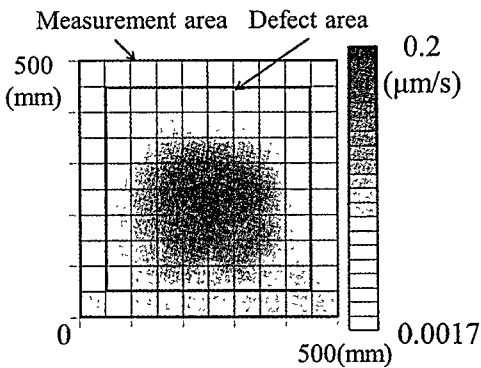 Measurement area Defect area
500
(mm)
0.2
(μm/s)
0
500(mm)
0.0017